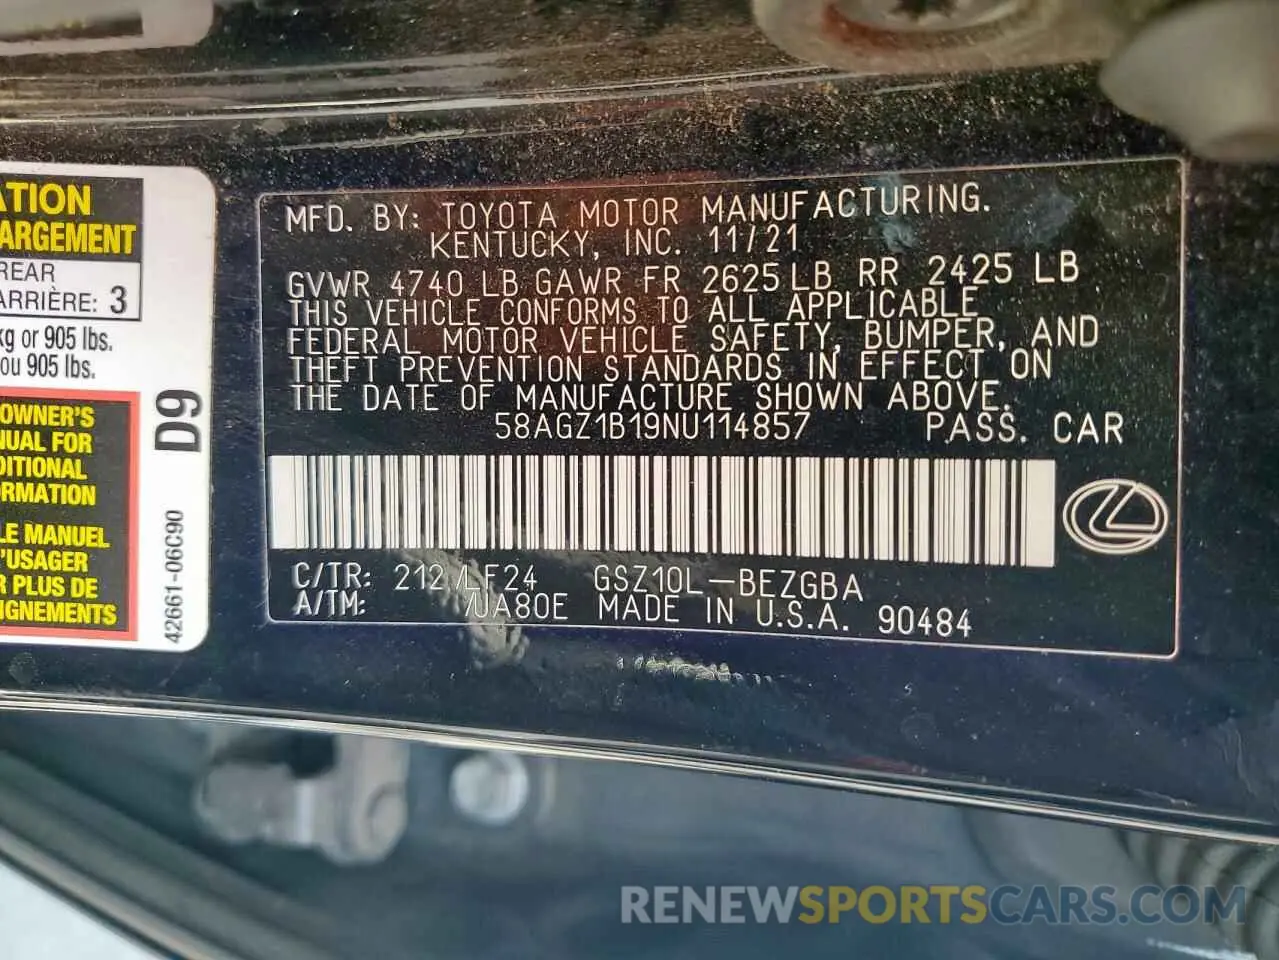 ATION
ARGEMENT
REAR
ARRIÈRE: 3
kg or 905 lbs.
ou 905 lbs.
OWNER'S
NUAL FOR
DITIONAL
RMATION
LE MANUEL
D'USAGER
R PLUS DE
IGNEMENTS
D9
42661-06C90
MFD. BY: TOYOTA MOTOR MANUFACTURING.
KENTUCKY, INC. 11/21
GVWR 4740 LB GAWR FR 2625 LB RR 2425 LB
THIS VEHICLE CONFORMS TO ALL APPLICABLE
FEDERAL MOTOR VEHICLE SAFETY, BUMPER, AND
THEFT PREVENTION STANDARDS IN EFFECT ON
THE DATE OF MANUFACTURE SHOWN ABOVE.
58AGZ1B19NU114857 PASS. CAR
C/TR: 212/LF24 GSZ10L-BEZGBA
A/TM: /UA80E MADE IN U.S.A. 90484
RENEWSPORTSCARS.COM